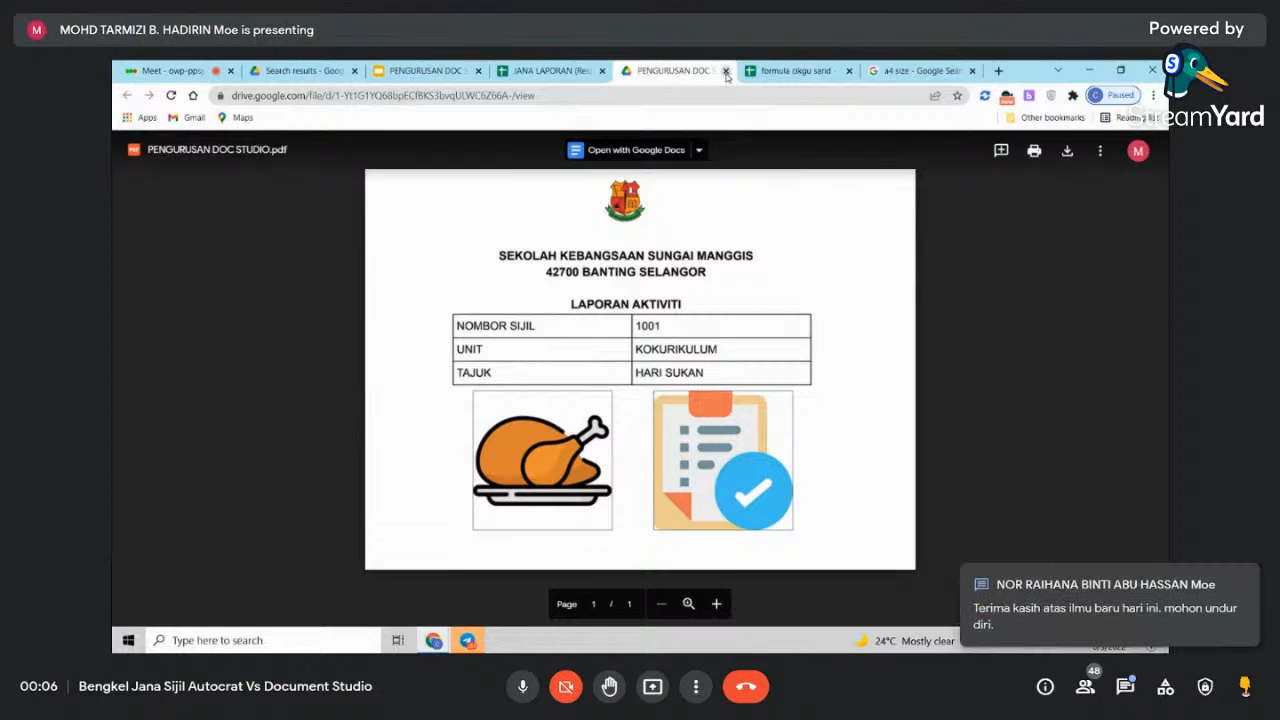 M MOHD TARMIZI B. HADIRIN Moe is presenting
Powered by
StreamYard
Meet - owp-ppsy
Search results - Goog
PENGURUSAN DOC S
JANA LAPORAN (Res
PENGURUSAN DOC S
formula cikgu sarid -
a4 size - Google Sear
drive.google.com/file/d/1-Yt1G1YQ68bpECf8KS3bvqULWC6Z66A-/view
C Paused
Apps
Gmail
Maps
Other bookmarks
Reading list
PDF PENGURUSAN DOC STUDIO.pdf
Open with Google Docs
M
SEKOLAH KEBANGSAAN SUNGAI MANGGIS
42700 BANTING SELANGOR
LAPORAN AKTIVITI
NOMBOR SIJIL 1001
UNIT KOKURIKULUM
TAJUK HARI SUKAN
Page 1 / 1
NOR RAIHANA BINTI ABU HASSAN Moe
Terima kasih atas ilmu baru hari ini. mohon undur
diri.
Type here to search
24°C Mostly clear
00:06 | Bengkel Jana Sijil Autocrat Vs Document Studio
48